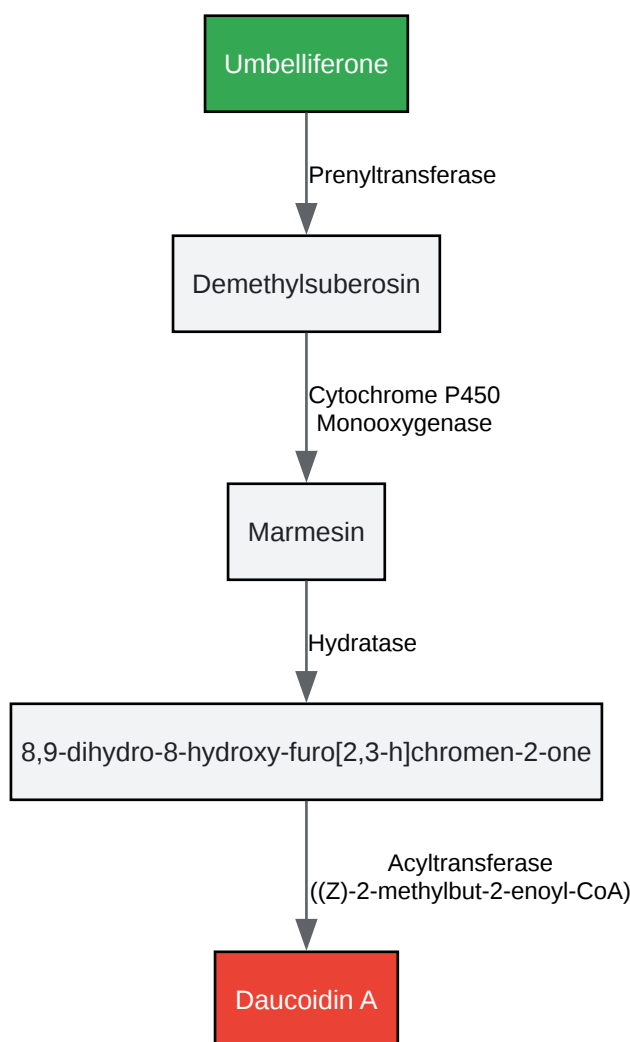 Umbelliferone
Prenyltransferase
Demethylsuberosin
Cytochrome P450
Monooxygenase
Marmesin
Hydratase
8,9-dihydro-8-hydroxy-furo[2,3-h]chromen-2-one
Acyltransferase
((Z)-2-methylbut-2-enoyl-CoA)
Daucoidin A